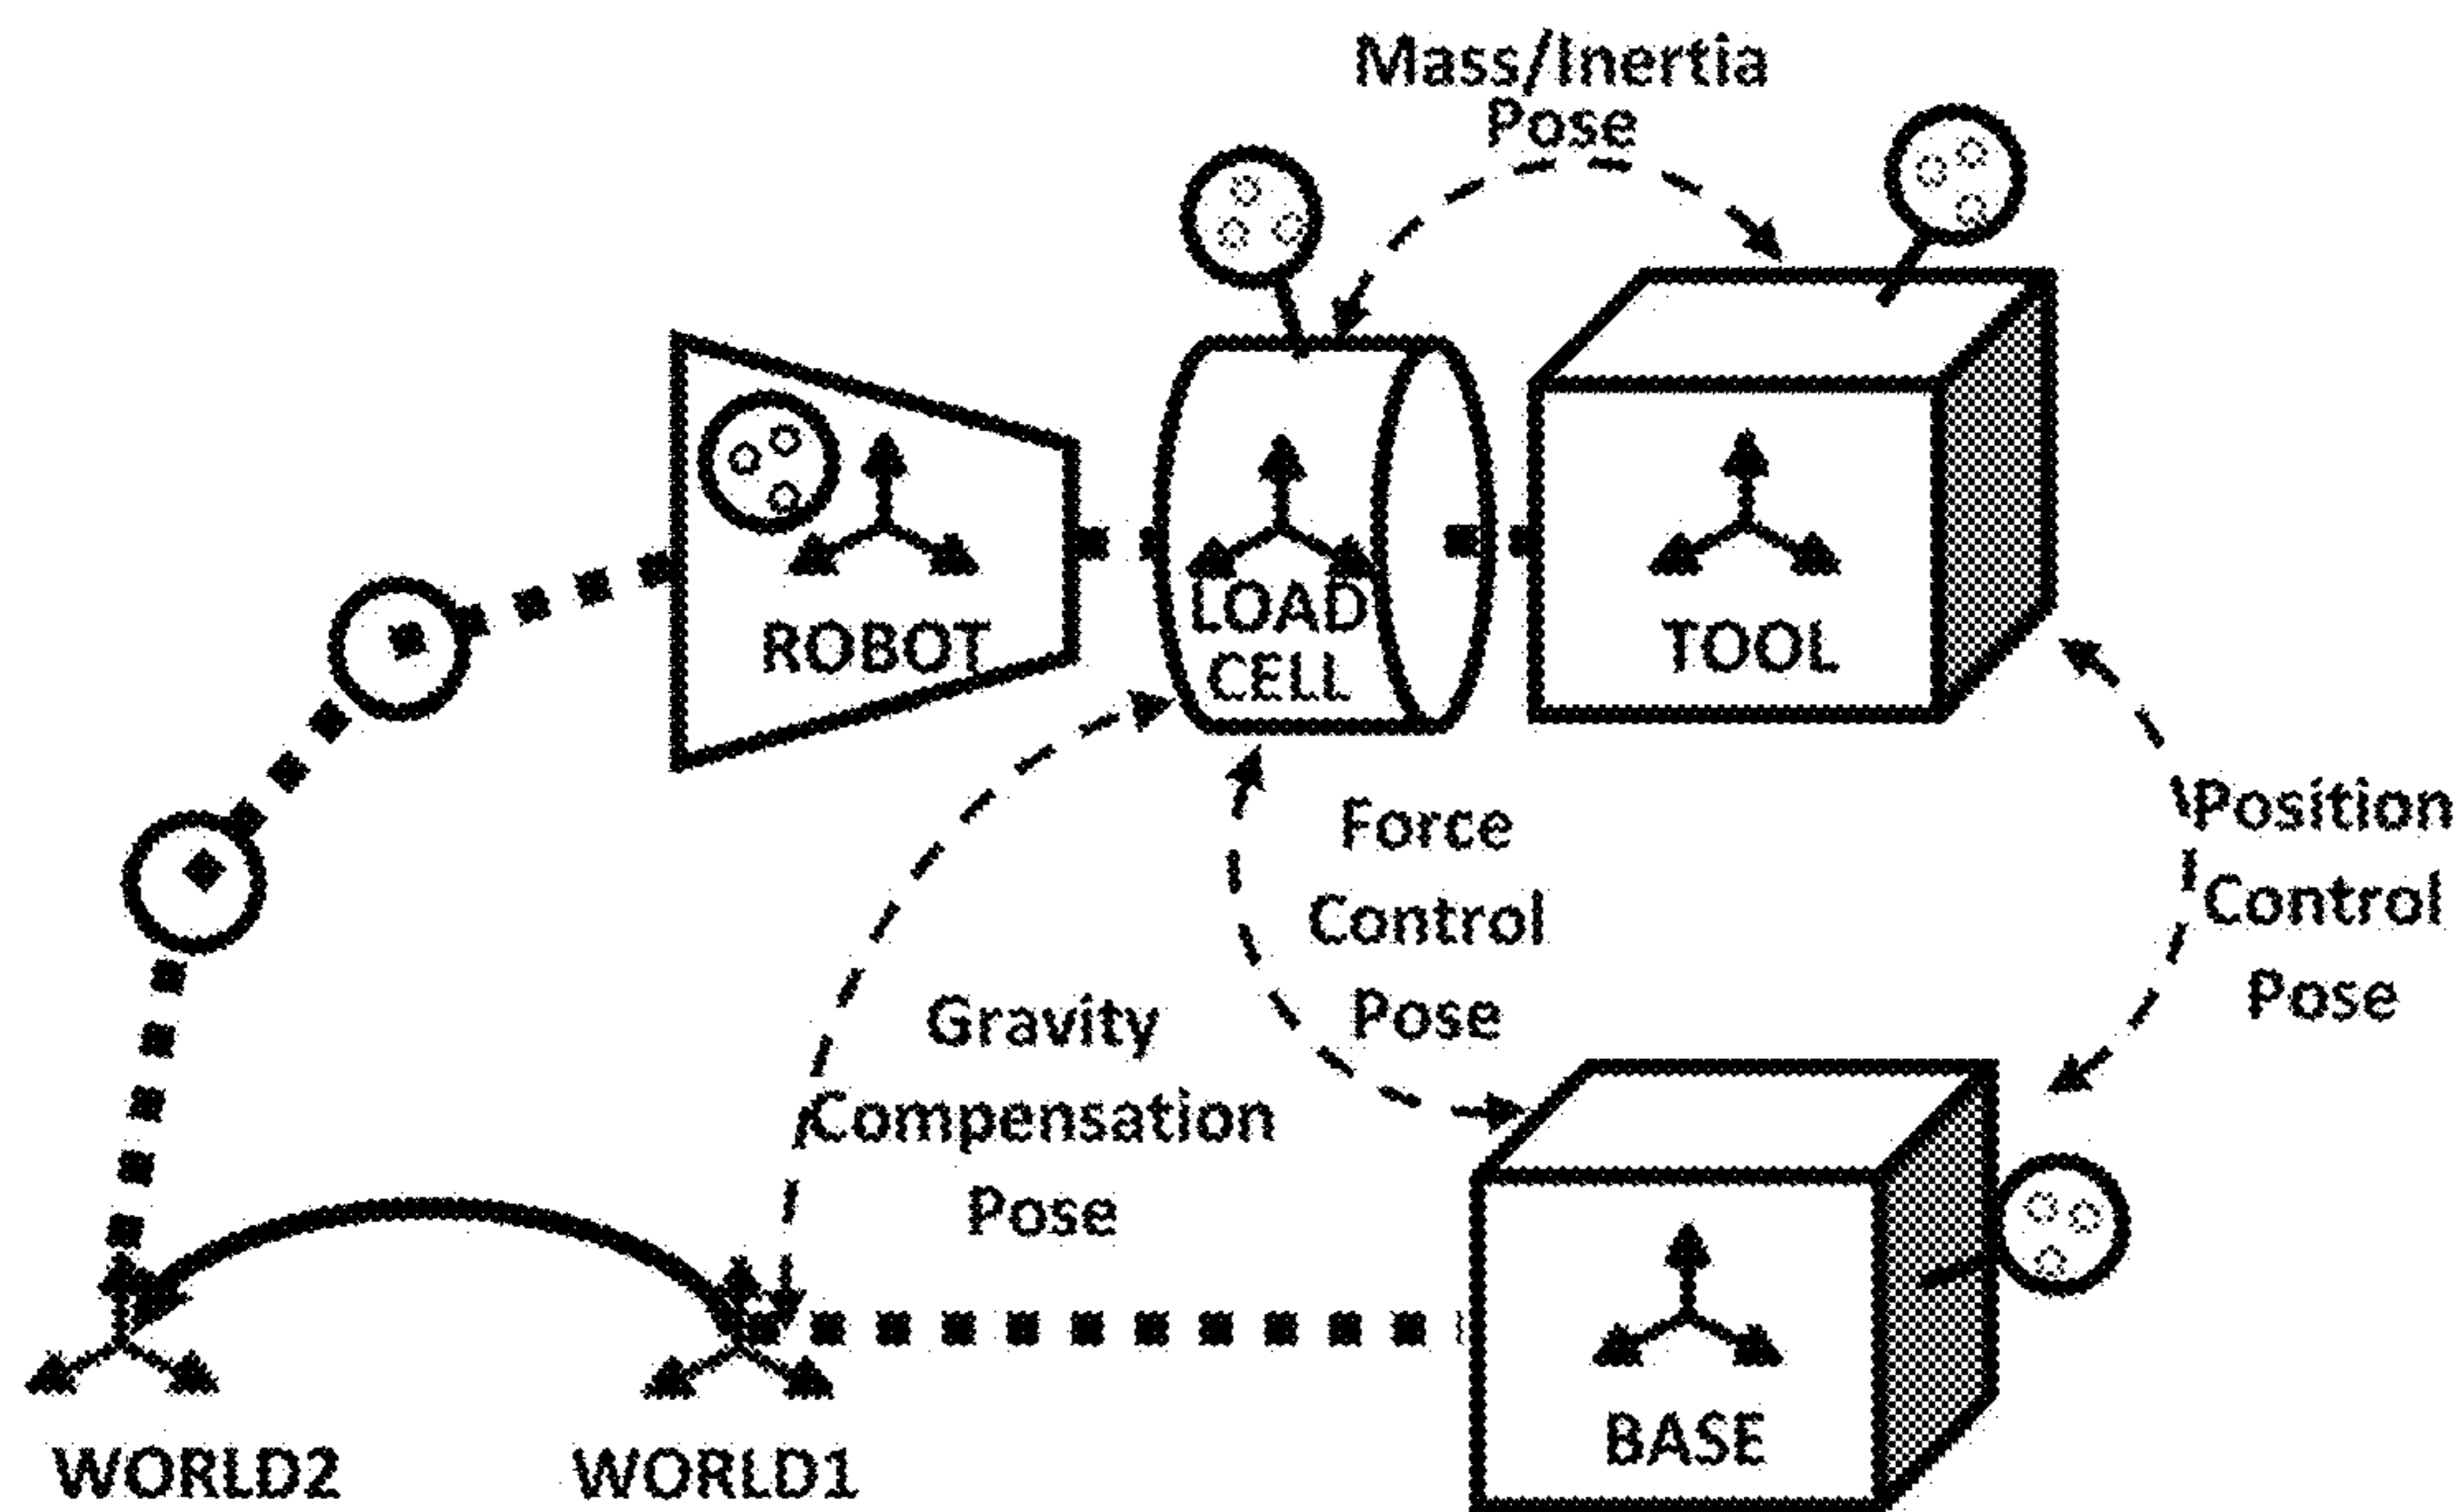 Mass/Inertia
Pose
ROBOT
LOAD
CELL
TOOL
Force
Control
Pose
Position
Control
Pose
Gravity
Compensation
Pose
BASE
WORLD2
WORLD1